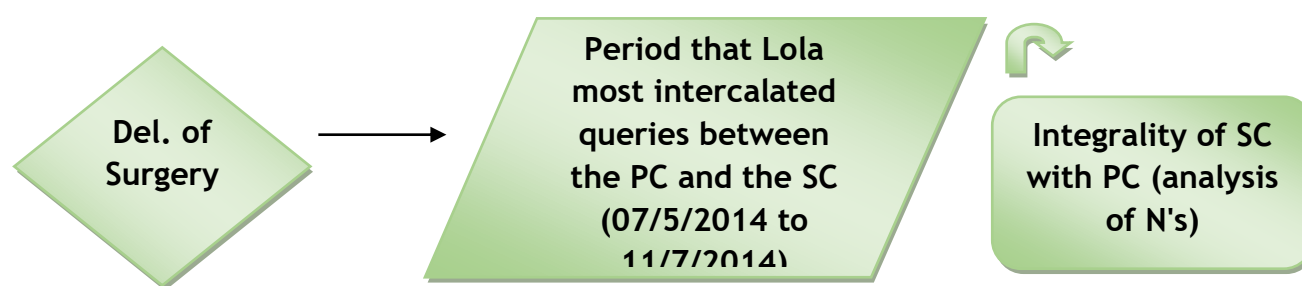 Del. of
Surgery
Period that Lola
most intercalated
queries between
the PC and the SC
(07/5/2014 to
11/7/2014)
Integrality of SC
with PC (analysis
of N's)